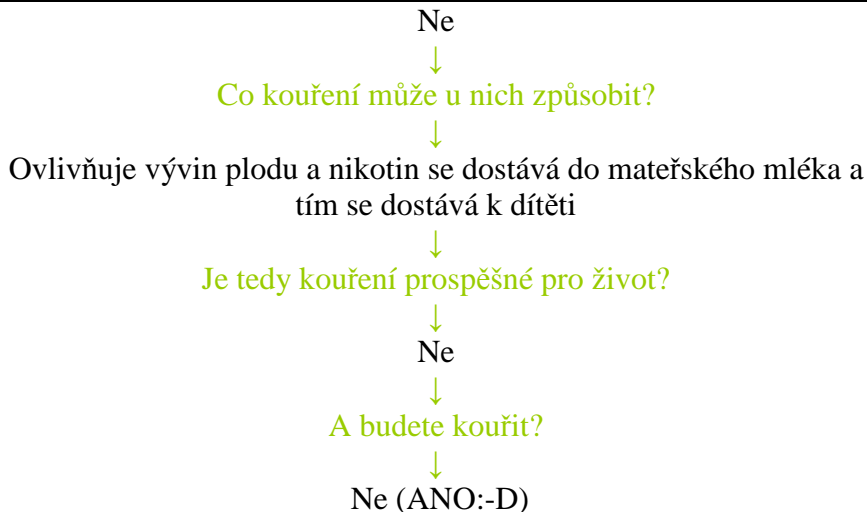 Ne
↓
Co kouření může u nich způsobit?
↓
Ovlivňuje vývin plodu a nikotin se dostává do mateřského mléka a
tím se dostává k dítěti
↓
Je tedy kouření prospěšné pro život?
↓
Ne
↓
A budete kouřit?
↓
Ne (ANO:-D)